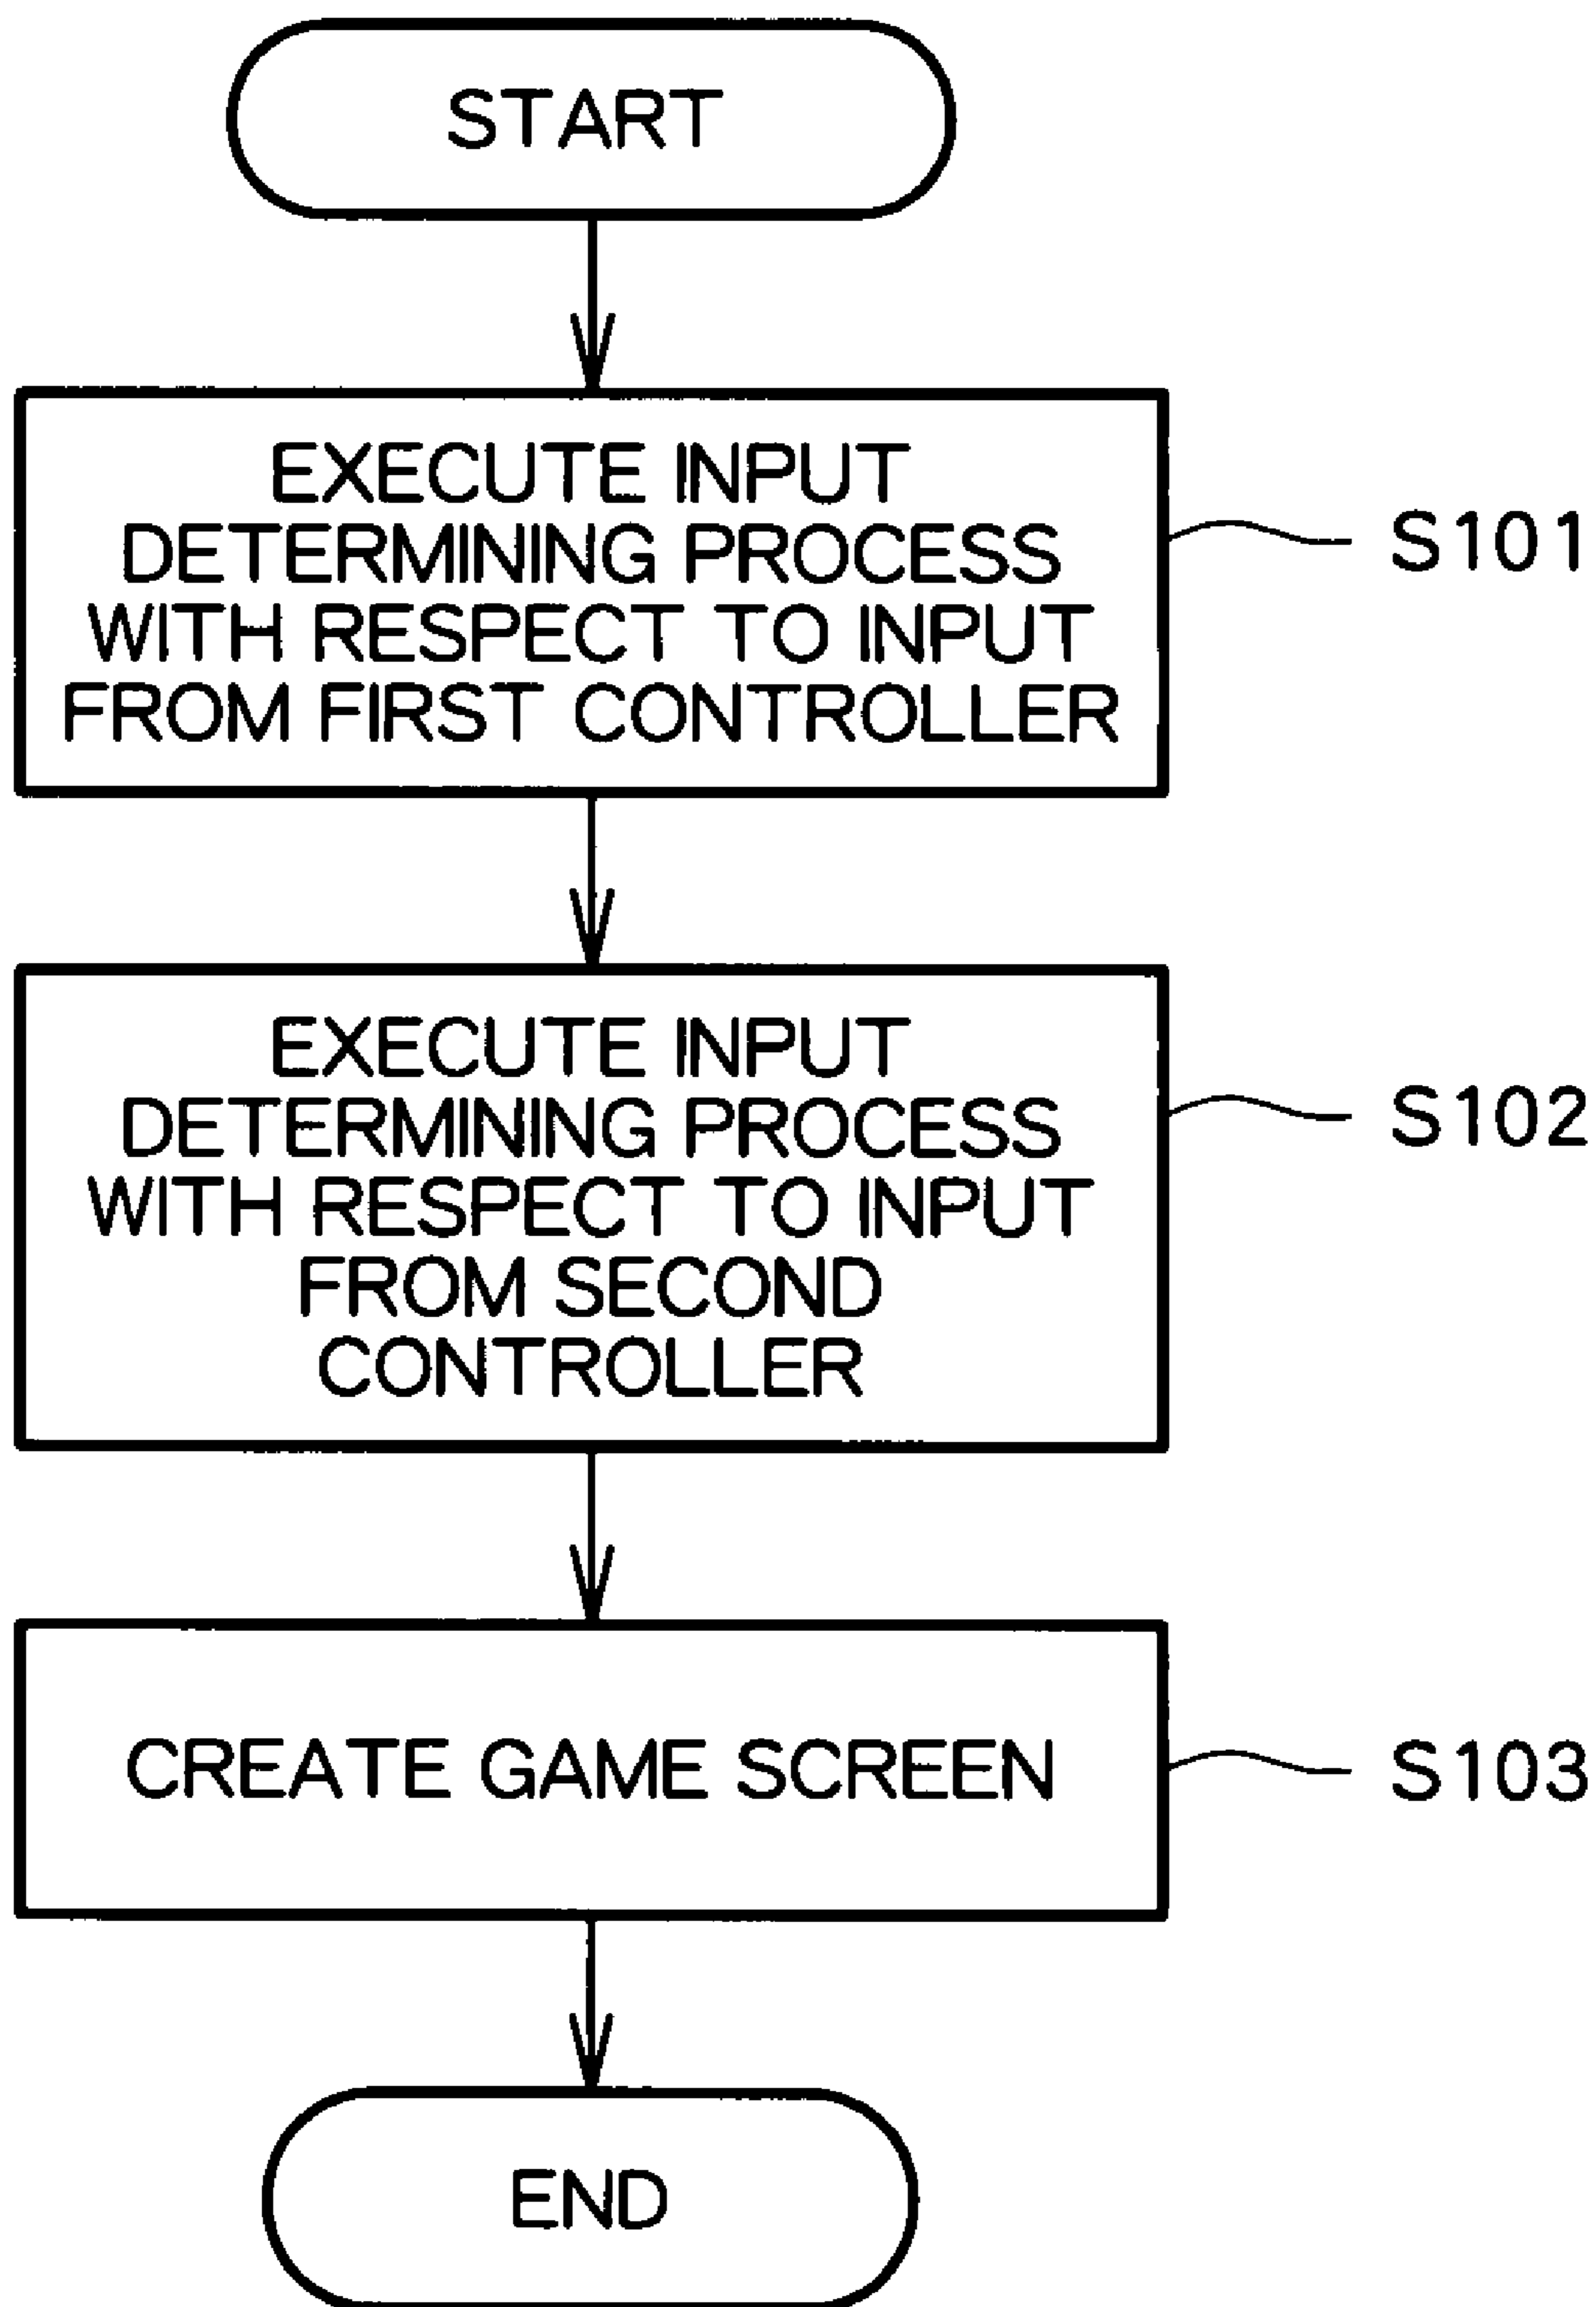 START
EXECUTE INPUT
DETERMINING PROCESS
WITH RESPECT TO INPUT
FROM FIRST CONTROLLER
S101
EXECUTE INPUT
DETERMINING PROCESS
WITH RESPECT TO INPUT
FROM SECOND
CONTROLLER
S102
CREATE GAME SCREEN
S103
END